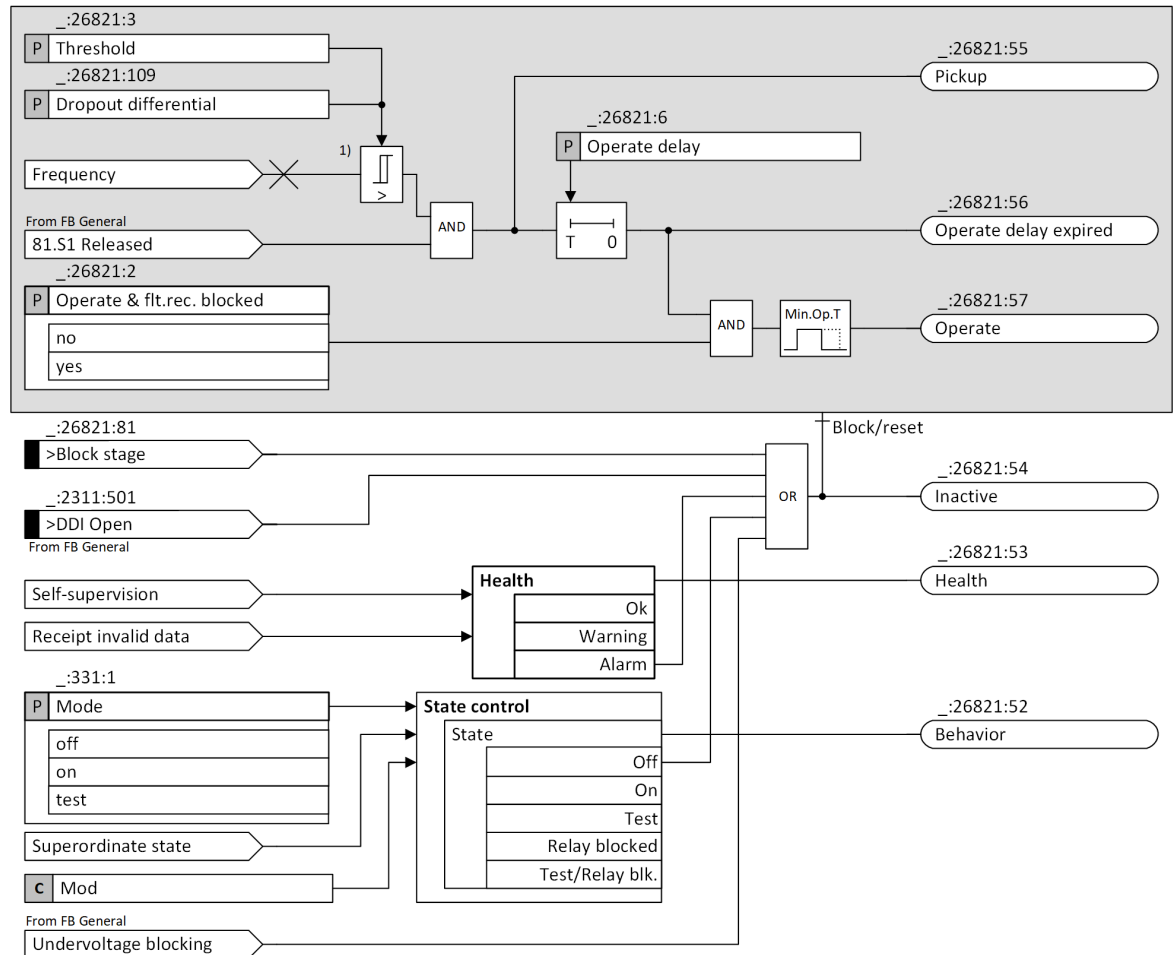 _:26821:3
P Threshold
_:26821:109
P Dropout differential
_:26821:55
Pickup
_:26821:6
P Operate delay
1)
>
Frequency
From FB General
81.S1 Released
AND
T 0
_:26821:56
Operate delay expired
_:26821:2
P Operate & flt.rec. blocked
no
yes
AND
Min.Op.T
_:26821:57
Operate
_:26821:81
>Block stage
Block/reset
_:2311:501
>DDI Open
From FB General
OR
_:26821:54
Inactive
_:26821:53
Health
Self-supervision
Receipt invalid data
Health
Ok
Warning
Alarm
_:331:1
P Mode
off
on
test
State control
State
Off
On
Test
Relay blocked
Test/Relay blk.
_:26821:52
Behavior
Superordinate state
C Mod
From FB General
Undervoltage blocking